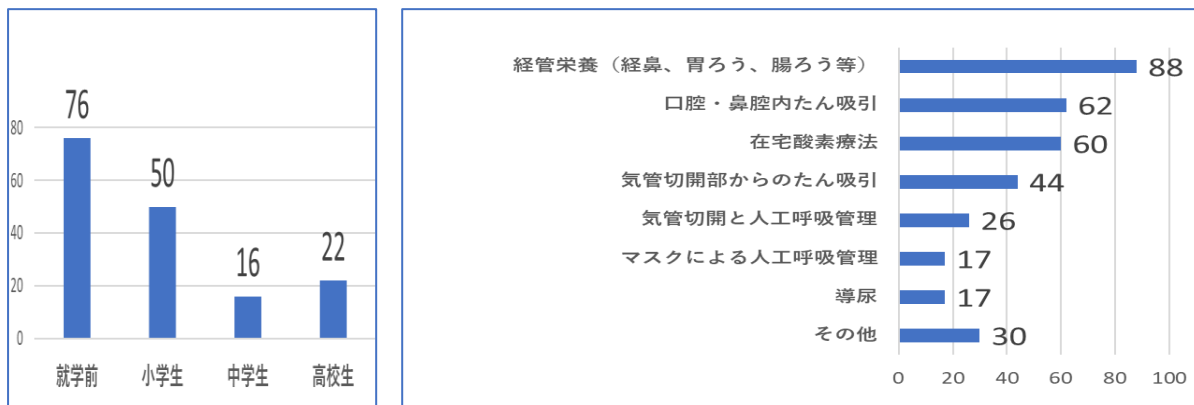 76
50
16
22
80
60
40
20
0
就学前 小学生 中学生 高校生
経管栄養（経鼻、胃ろう、腸ろう等） 88
口腔・鼻腔内たん吸引 62
在宅酸素療法 60
気管切開部からのたん吸引 44
気管切開と人工呼吸管理 26
マスクによる人工呼吸管理 17
導尿 17
その他 30
0 20 40 60 80 100